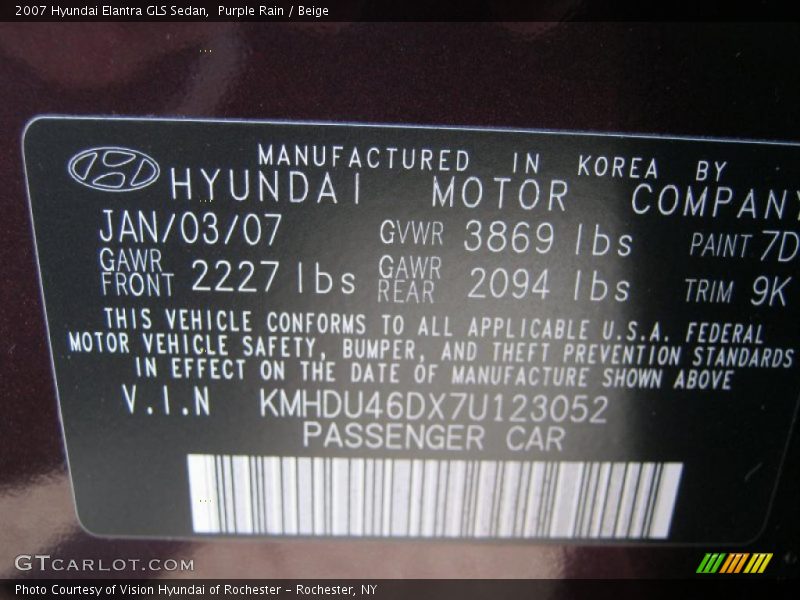 2007 Hyundai Elantra GLS Sedan, Purple Rain / Beige
MANUFACTURED IN KOREA BY
HYUNDAI MOTOR COMPANY
JAN/03/07 GVWR 3869 lbs PAINT 7D
GAWR FRONT 2227 lbs GAWR REAR 2094 lbs TRIM 9K
THIS VEHICLE CONFORMS TO ALL APPLICABLE U.S.A. FEDERAL
MOTOR VEHICLE SAFETY, BUMPER, AND THEFT PREVENTION STANDARDS
IN EFFECT ON THE DATE OF MANUFACTURE SHOWN ABOVE
V.I.N KMHDU46DX7U123052
PASSENGER CAR
GTCARLOT.COM
Photo Courtesy of Vision Hyundai of Rochester - Rochester, NY